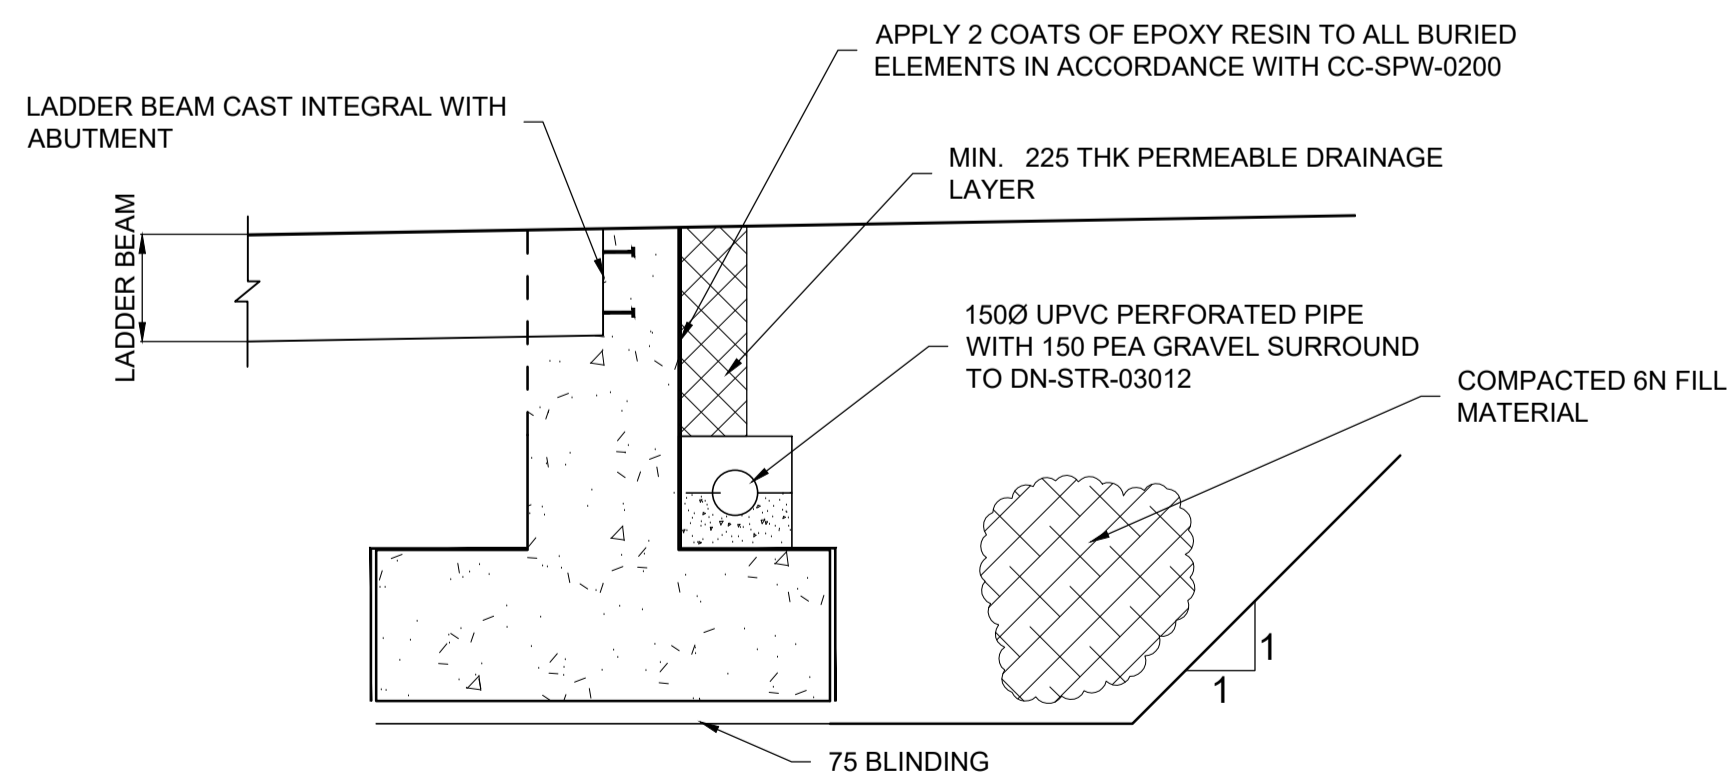 APPLY 2 COATS OF EPOXY RESIN TO ALL BURIED
ELEMENTS IN ACCORDANCE WITH CC-SPW-0200
LADDER BEAM CAST INTEGRAL WITH
ABUTMENT
MIN. 225 THK PERMEABLE DRAINAGE
LAYER
LADDER BEAM
150Ø UPVC PERFORATED PIPE
WITH 150 PEA GRAVEL SURROUND
TO DN-STR-03012
COMPACTED 6N FILL
MATERIAL
1
1
75 BLINDING